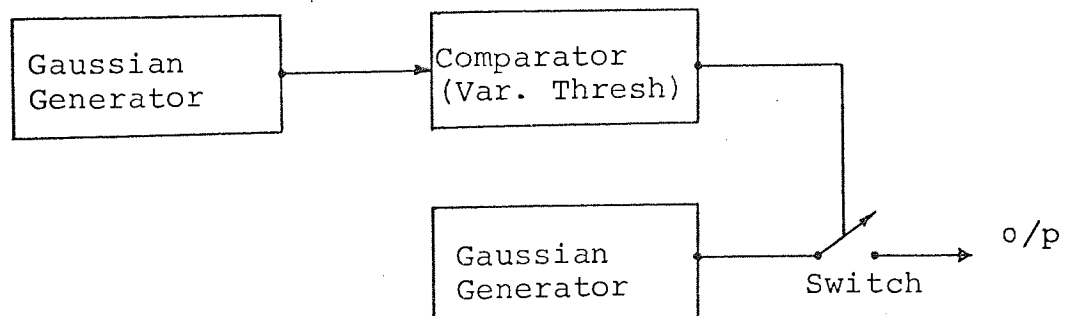 Gaussian
Generator
Comparator
(Var. Thresh)
Gaussian
Generator
Switch
o/p